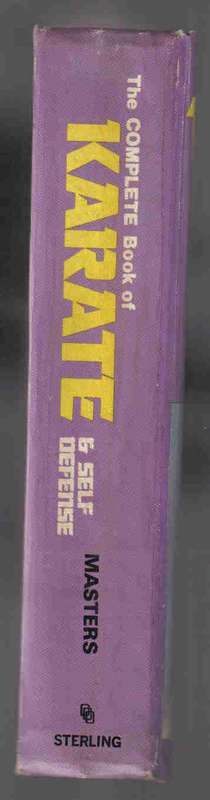 The COMPLETE Book of
KARATE
& SELF
DEFENSE
MASTERS
STERLING